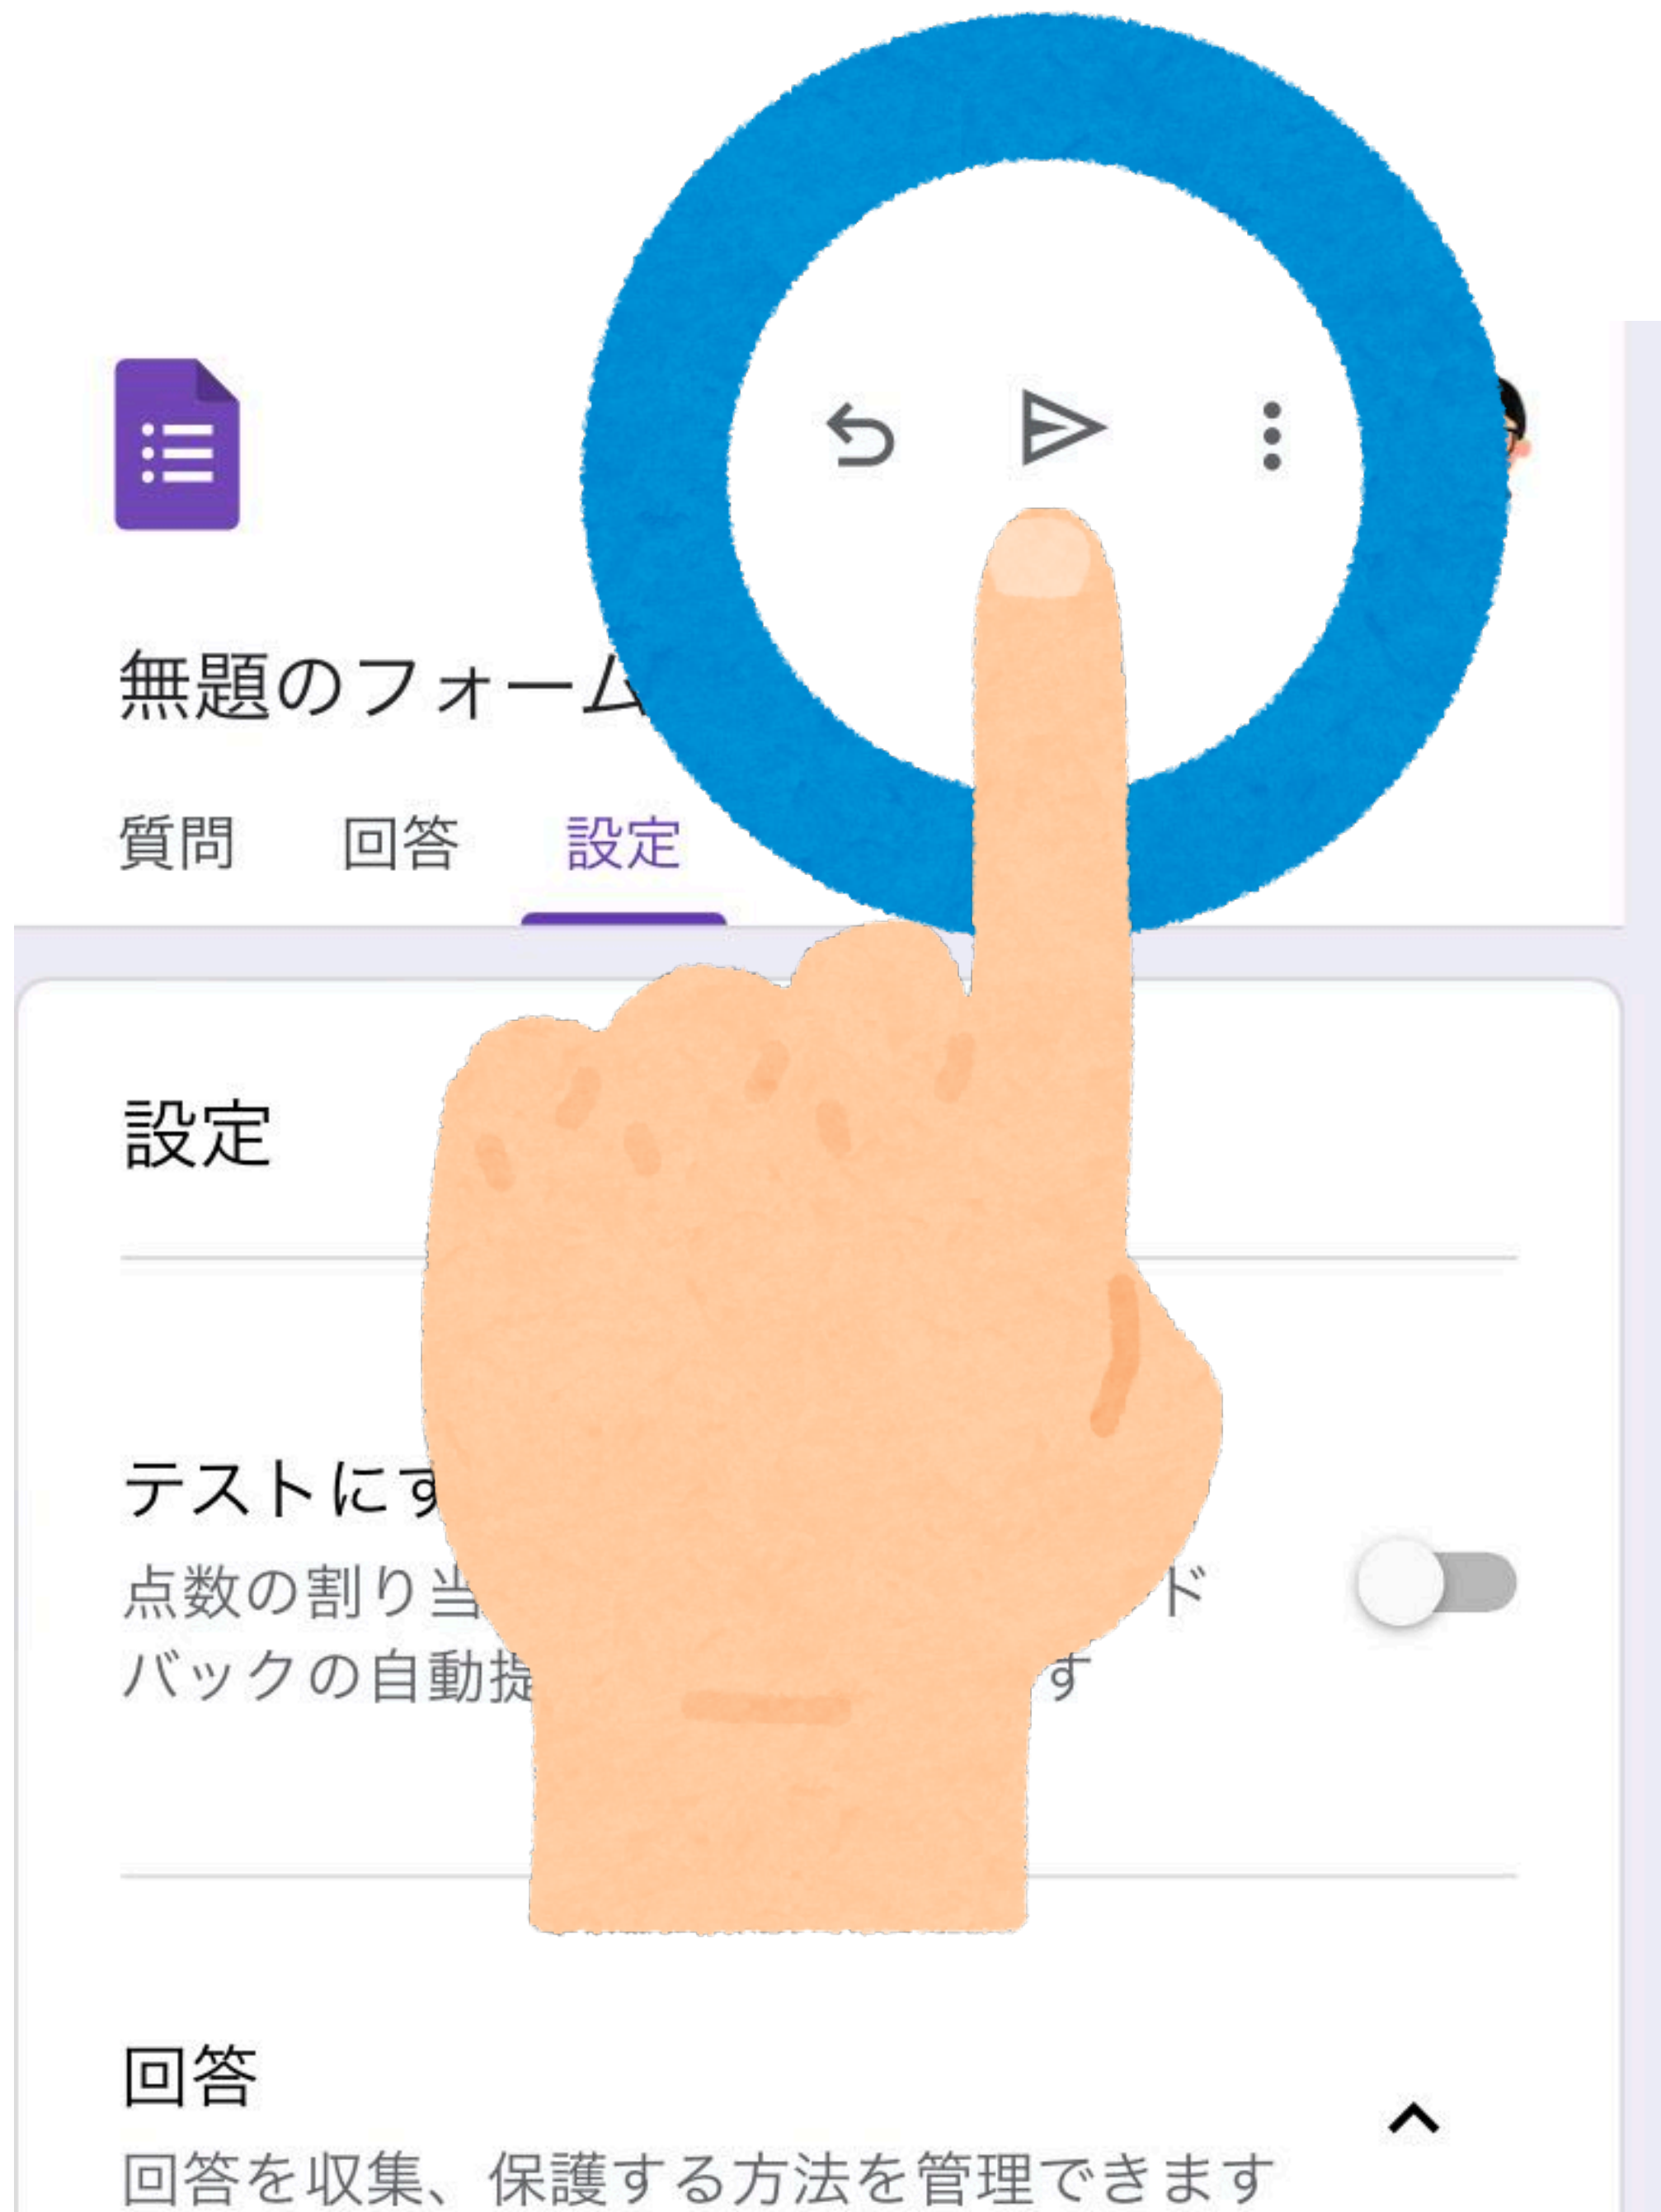 無題のフォーム
質問 回答 設定
設定
テストにす
点数の割り当 ド
バックの自動提 す
回答
回答を収集、保護する方法を管理できます